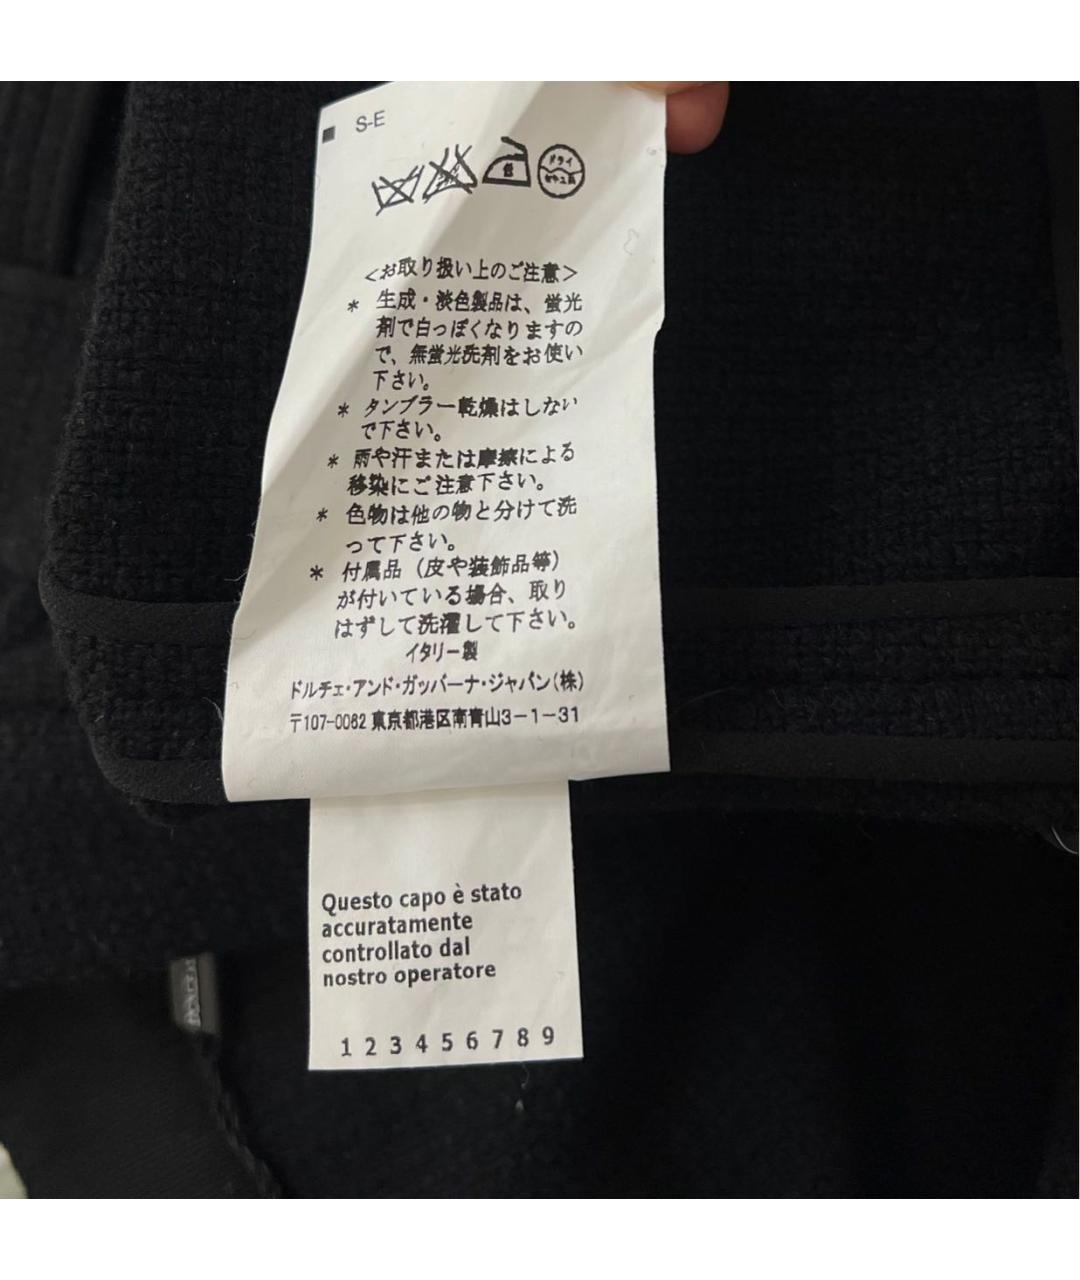 S-E
ドライ
セキユ系
<お取り扱い上のご注意>
* 生成・淡色製品は、蛍光
剤で白っぽくなりますの
で、無蛍光洗剤をお使い
下さい。
* タンブラー乾燥はしない
で下さい。
* 雨や汗または摩擦による
移染にご注意下さい。
* 色物は他の物と分けて洗
って下さい。
* 付属品（皮や装飾品等）
が付いている場合、取り
はずして洗濯して下さい。
イタリー製
ドルチェ・アンド・ガッバーナ・ジャパン(株)
〒107-0062 東京都港区南青山3-1-31
Questo capo è stato
accuratamente
controllato dal
nostro operatore
1 2 3 4 5 6 7 8 9